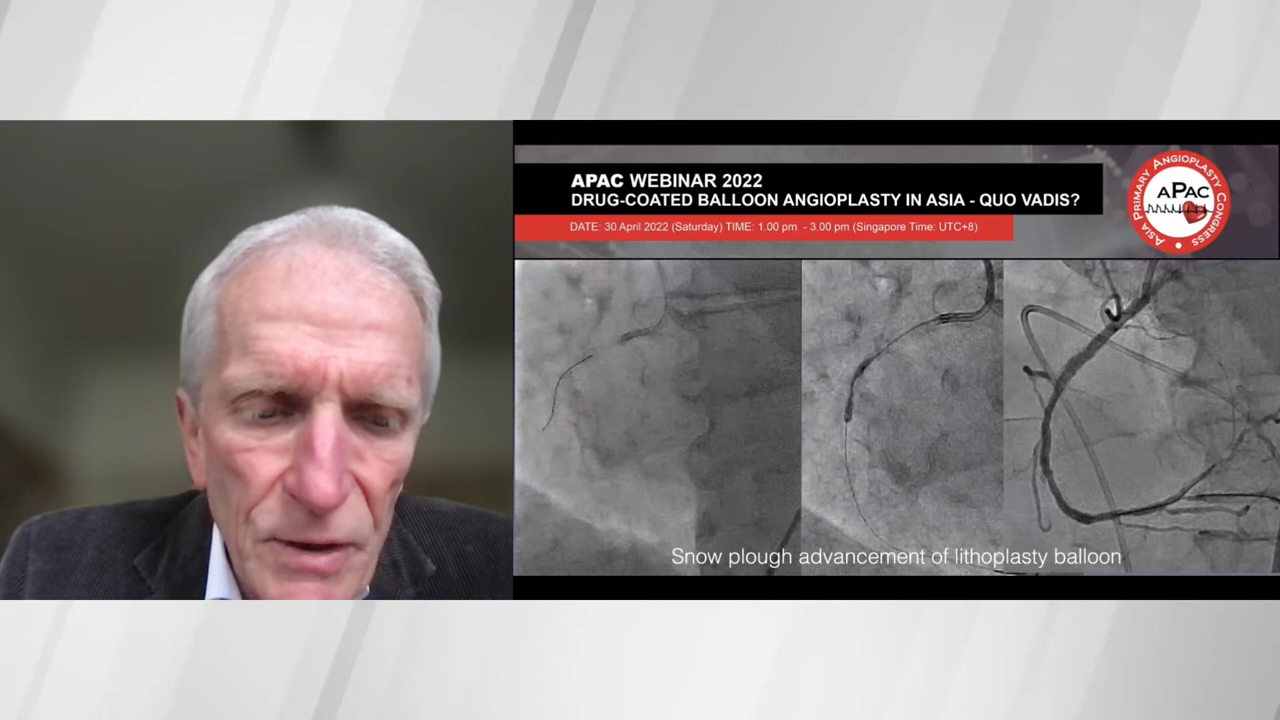 APAC WEBINAR 2022
DRUG-COATED BALLOON ANGIOPLASTY IN ASIA - QUO VADIS?
DATE: 30 April 2022 (Saturday) TIME: 1.00 pm - 3.00 pm (Singapore Time: UTC+8)
ASIA PRIMARY ANGIOPLASTY CONGRESS
aPAC
Snow plough advancement of lithoplasty balloon